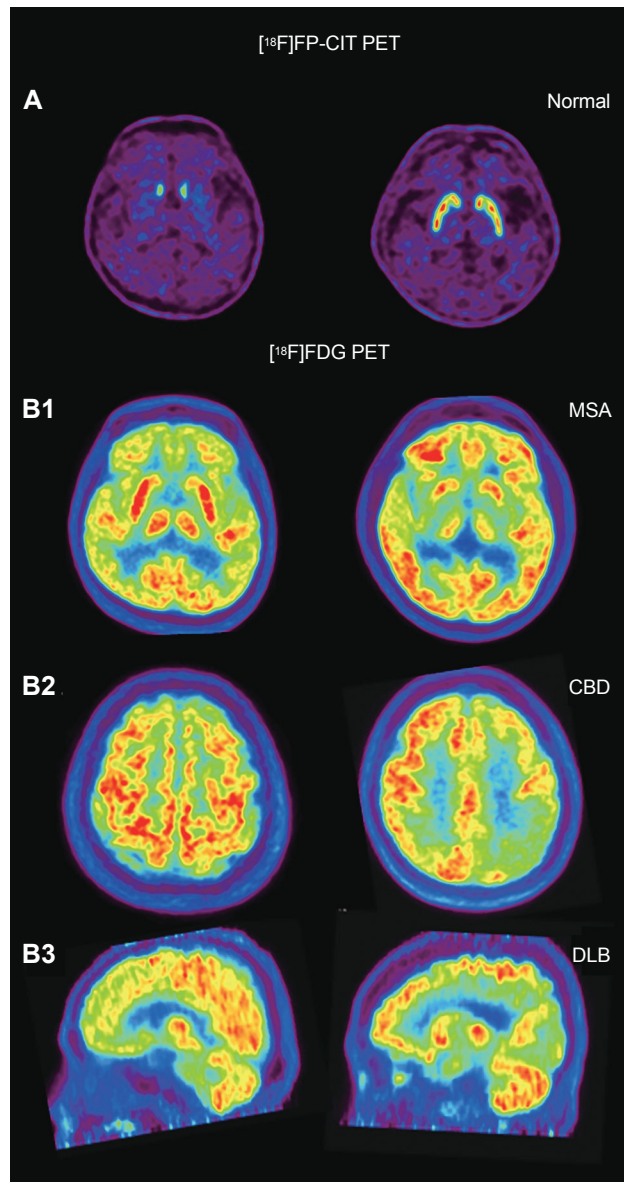 [¹⁸F]FP-CIT PET
A
Normal
[¹⁸F]FDG PET
B1
MSA
B2
CBD
B3
DLB